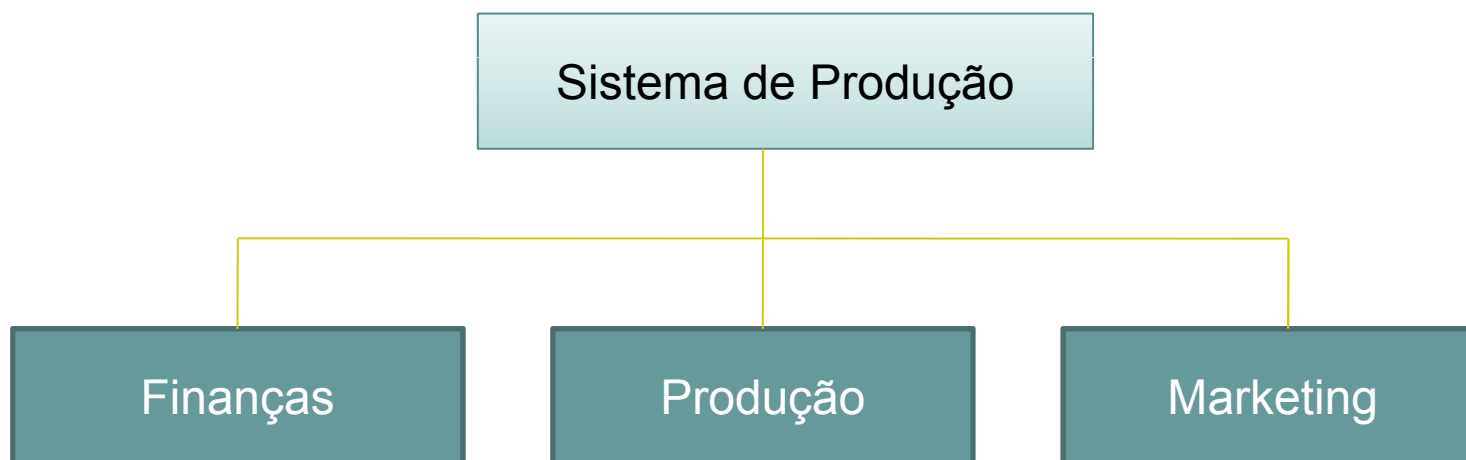 Sistema de Produção
Finanças
Produção
Marketing